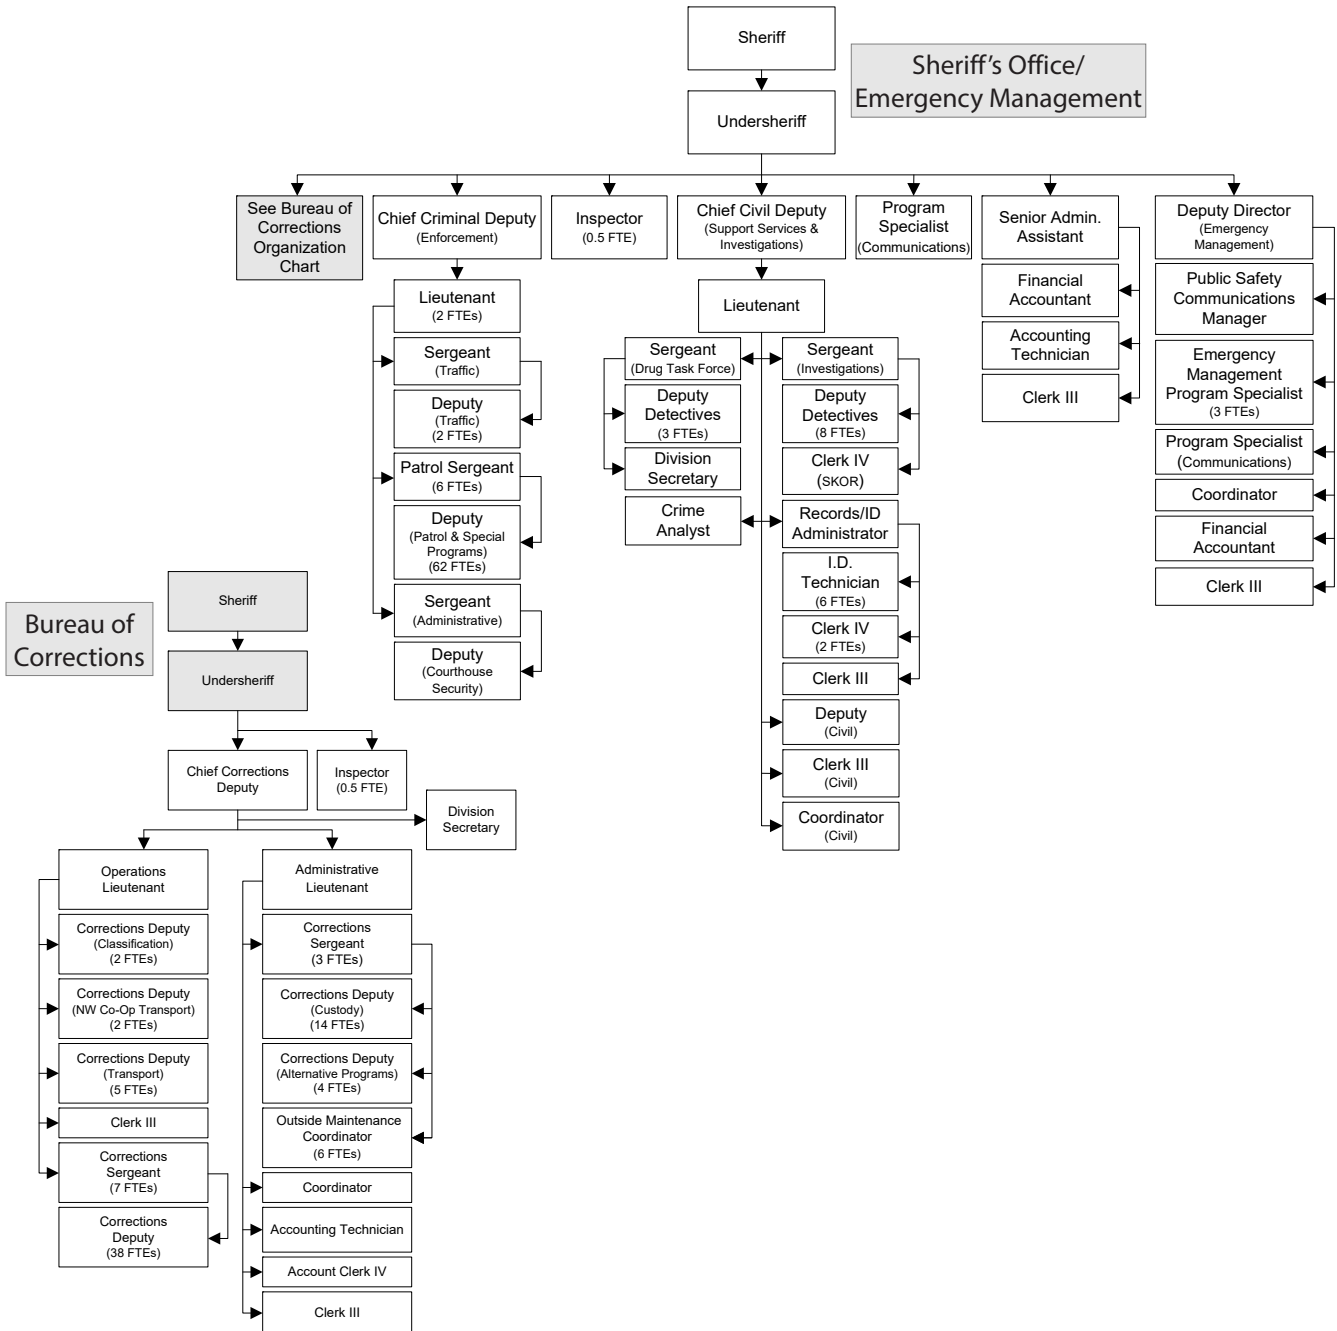 Sheriff
Sheriff's Office/
Emergency Management
Undersheriff
See Bureau of
Corrections
Organization
Chart
Chief Criminal Deputy
(Enforcement)
Inspector
(0.5 FTE)
Chief Civil Deputy
(Support Services &
Investigations)
Program
Specialist
(Communications)
Senior Admin.
Assistant
Deputy Director
(Emergency
Management)
Lieutenant
(2 FTEs)
Sergeant
(Traffic)
Deputy
(Traffic)
(2 FTEs)
Patrol Sergeant
(6 FTEs)
Deputy
(Patrol & Special
Programs)
(62 FTEs)
Sergeant
(Administrative)
Deputy
(Courthouse
Security)
Lieutenant
Sergeant
(Drug Task Force)
Deputy
Detectives
(3 FTEs)
Division
Secretary
Crime
Analyst
Sergeant
(Investigations)
Deputy
Detectives
(8 FTEs)
Clerk IV
(SKOR)
Records/ID
Administrator
I.D.
Technician
(6 FTEs)
Clerk IV
(2 FTEs)
Clerk III
Deputy
(Civil)
Clerk III
(Civil)
Coordinator
(Civil)
Financial
Accountant
Accounting
Technician
Clerk III
Public Safety
Communications
Manager
Emergency
Management
Program Specialist
(3 FTEs)
Program Specialist
(Communications)
Coordinator
Financial
Accountant
Clerk III
Bureau of
Corrections
Sheriff
Undersheriff
Chief Corrections
Deputy
Inspector
(0.5 FTE)
Division
Secretary
Operations
Lieutenant
Corrections Deputy
(Classification)
(2 FTEs)
Corrections Deputy
(NW Co-Op Transport)
(2 FTEs)
Corrections Deputy
(Transport)
(5 FTEs)
Clerk III
Corrections
Sergeant
(7 FTEs)
Corrections
Deputy
(38 FTEs)
Administrative
Lieutenant
Corrections
Sergeant
(3 FTEs)
Corrections Deputy
(Custody)
(14 FTEs)
Corrections Deputy
(Alternative Programs)
(4 FTEs)
Outside Maintenance
Coordinator
(6 FTEs)
Coordinator
Accounting Technician
Account Clerk IV
Clerk III